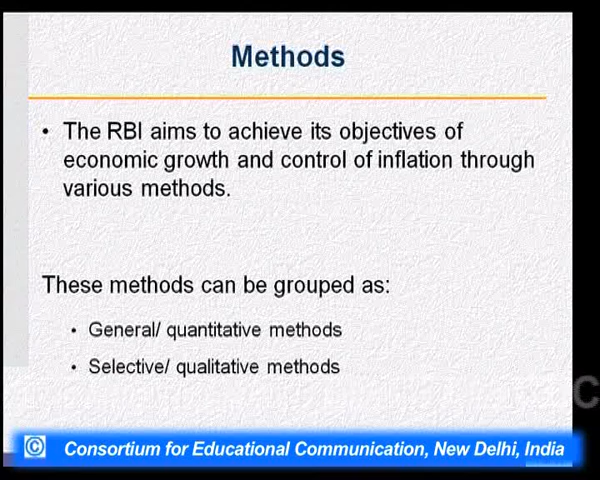 Methods
• The RBI aims to achieve its objectives of
economic growth and control of inflation through
various methods.
These methods can be grouped as:
• General/ quantitative methods
• Selective/ qualitative methods
C
© Consortium for Educational Communication, New Delhi, India